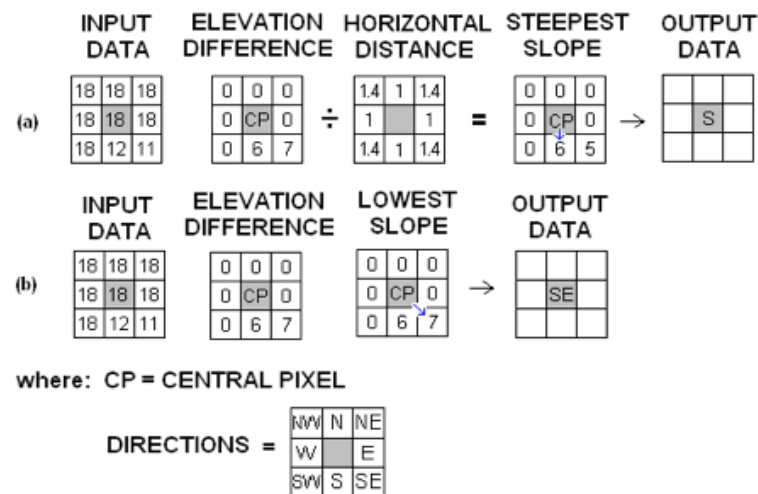 INPUT DATA ELEVATION DIFFERENCE HORIZONTAL DISTANCE STEEPEST SLOPE OUTPUT DATA
18 18 18 0 0 0 1.4 1 1.4 0 0 0
(a) 18 18 18 0 CP 0 ÷ 1 1 = 0 CP 0 → S
18 12 11 0 6 7 1.4 1 1.4 0 6 5
INPUT DATA ELEVATION DIFFERENCE LOWEST SLOPE OUTPUT DATA
18 18 18 0 0 0 0 0 0
(b) 18 18 18 0 CP 0 0 CP 0 → SE
18 12 11 0 6 7 0 6 7
where: CP = CENTRAL PIXEL
NW N NE
DIRECTIONS = W E
SW S SE